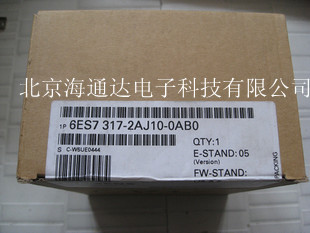 北京海通达电子科技有限公司
1P 6ES7 317-2AJ10-0AB0
S C-W6UE0444
QTY:1
E-STAND:05
(Version)
FW-STAND:
PACKING